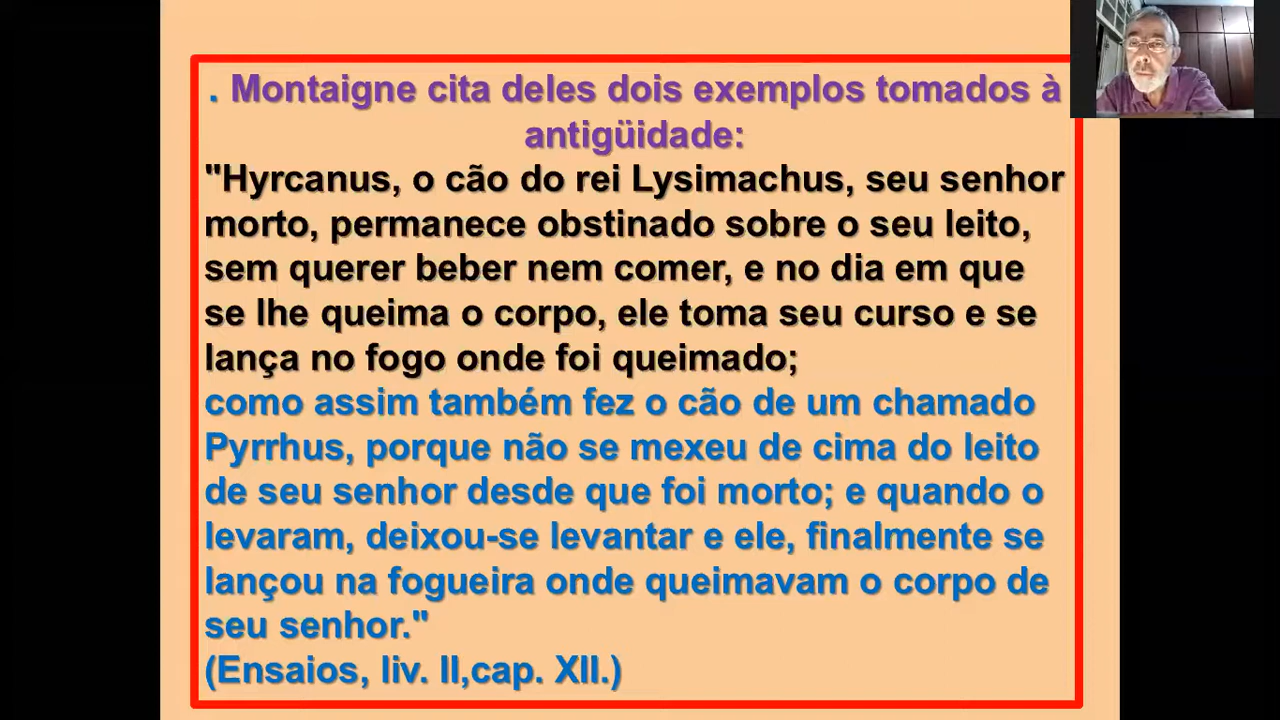 . Montaigne cita deles dois exemplos tomados à
antigüidade:
"Hyrcanus, o cão do rei Lysimachus, seu senhor
morto, permanece obstinado sobre o seu leito,
sem querer beber nem comer, e no dia em que
se lhe queima o corpo, ele toma seu curso e se
lança no fogo onde foi queimado;
como assim também fez o cão de um chamado
Pyrrhus, porque não se mexeu de cima do leito
de seu senhor desde que foi morto; e quando o
levaram, deixou-se levantar e ele, finalmente se
lançou na fogueira onde queimavam o corpo de
seu senhor."
(Ensaios, liv. II,cap. XII.)